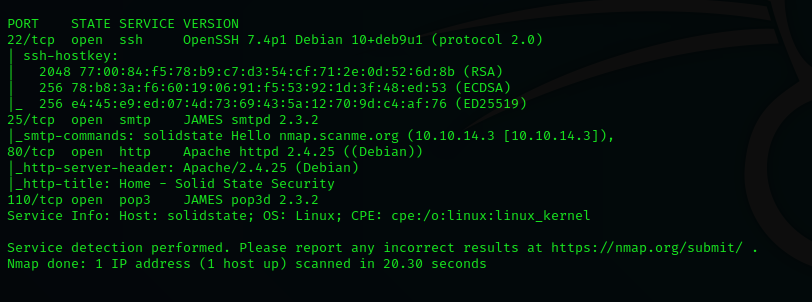 PORT    STATE SERVICE VERSION
22/tcp  open  ssh     OpenSSH 7.4p1 Debian 10+deb9u1 (protocol 2.0)
| ssh-hostkey:
|   2048 77:00:84:f5:78:b9:c7:d3:54:cf:71:2e:0d:52:6d:8b (RSA)
|   256 78:b8:3a:f6:60:19:06:91:f5:53:92:1d:3f:48:ed:53 (ECDSA)
|_  256 e4:45:e9:ed:07:4d:73:69:43:5a:12:70:9d:c4:af:76 (ED25519)
25/tcp  open  smtp    JAMES smtpd 2.3.2
|_smtp-commands: solidstate Hello nmap.scanme.org (10.10.14.3 [10.10.14.3]),
80/tcp  open  http    Apache httpd 2.4.25 ((Debian))
|_http-server-header: Apache/2.4.25 (Debian)
|_http-title: Home - Solid State Security
110/tcp open  pop3    JAMES pop3d 2.3.2
Service Info: Host: solidstate; OS: Linux; CPE: cpe:/o:linux:linux_kernel
Service detection performed. Please report any incorrect results at https://nmap.org/submit/ .
Nmap done: 1 IP address (1 host up) scanned in 20.30 seconds